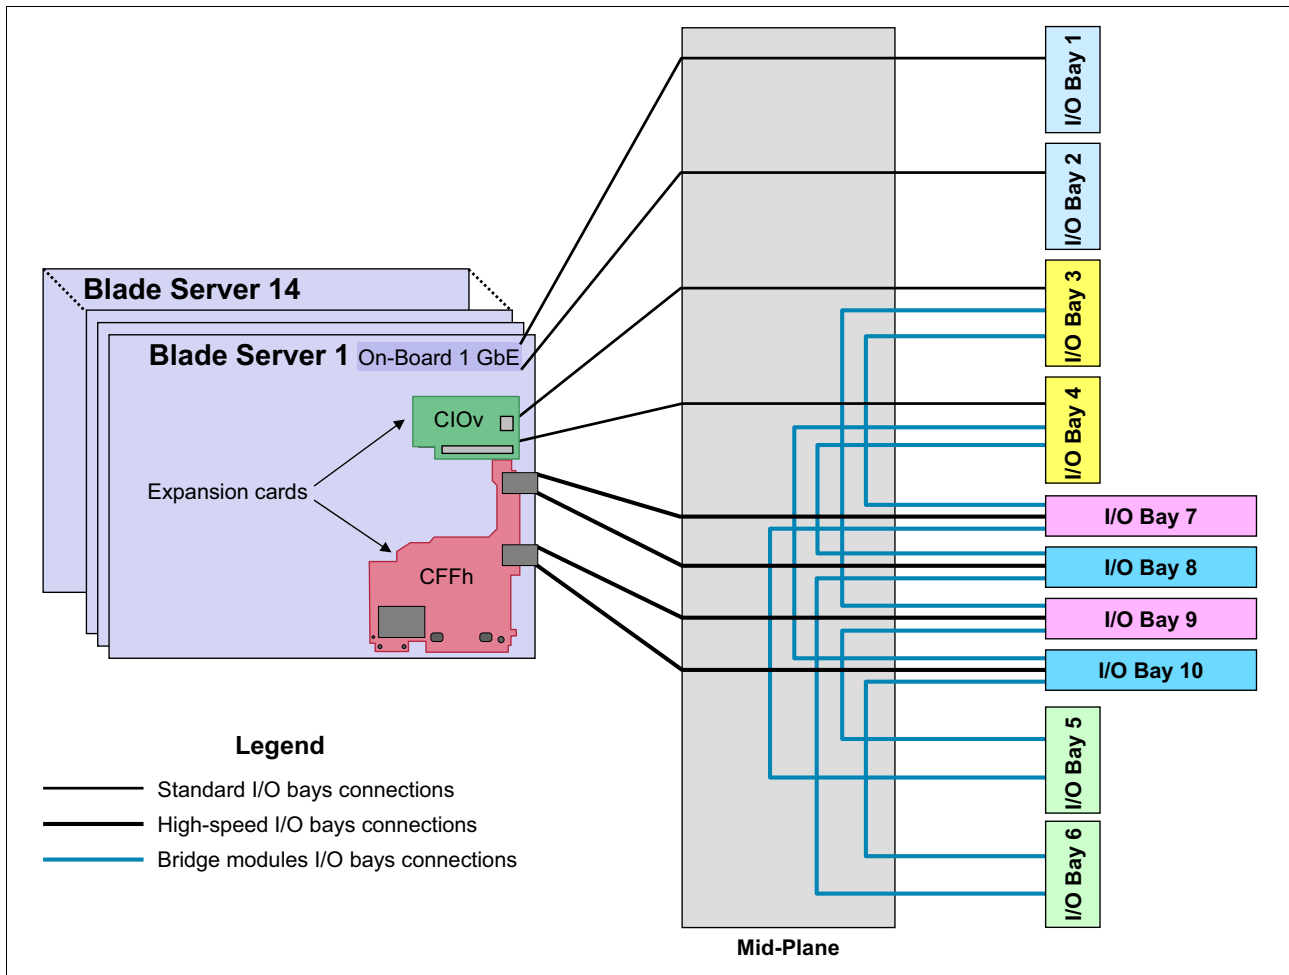 Blade Server 14
Blade Server 1
On-Board 1 GbE
CIOv
Expansion cards
CFFh
I/O Bay 1
I/O Bay 2
I/O Bay 3
I/O Bay 4
I/O Bay 7
I/O Bay 8
I/O Bay 9
I/O Bay 10
I/O Bay 5
I/O Bay 6
Mid-Plane
Legend
Standard I/O bays connections
High-speed I/O bays connections
Bridge modules I/O bays connections